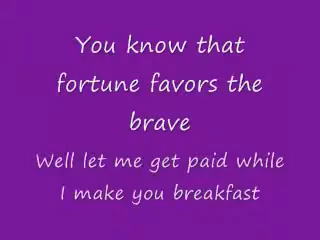 You know that
fortune favors the
brave
Well let me get paid while
I make you breakfast